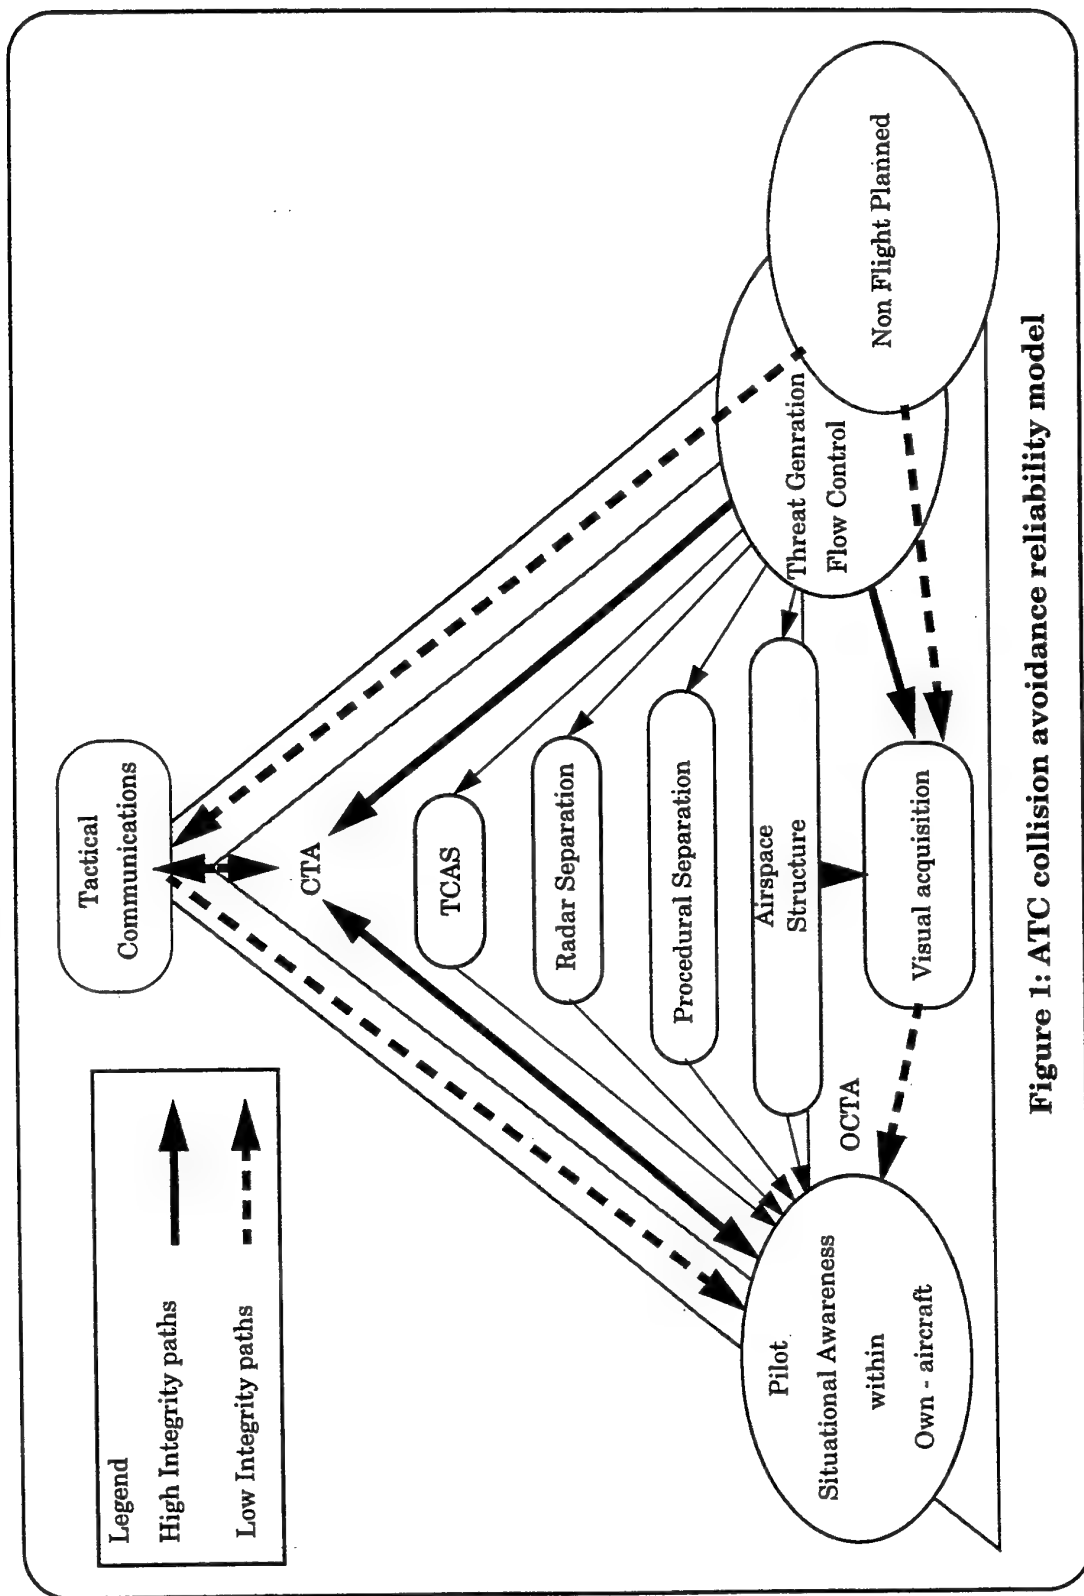 Legend
High Integrity paths
Low Integrity paths
Tactical
Communications
CTA
TCAS
Radar Separation
Procedural Separation
Airspace
Structure
Visual acquisition
OCTA
Pilot
Situational Awareness
within
Own - aircraft
Threat Genration
Flow Control
Non Flight Planned
Figure 1: ATC collision avoidance reliability model